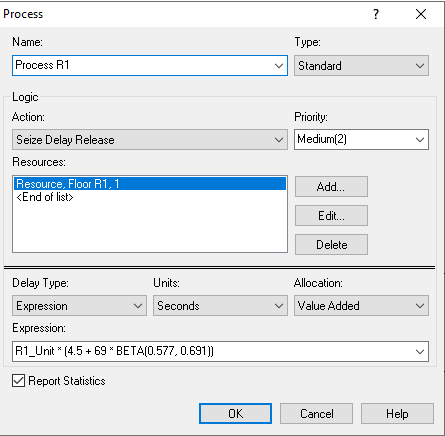 Process
?
Name:
Type:
Process R1
Standard
Logic
Action:
Priority:
Seize Delay Release
Medium(2)
Resources:
Resource, Floor R1, 1
<End of list>
Add...
Edit...
Delete
Delay Type:
Units:
Allocation:
Expression
Seconds
Value Added
Expression:
R1_Unit * (4.5 + 69 * BETA(0.577, 0.691))
Report Statistics
OK
Cancel
Help